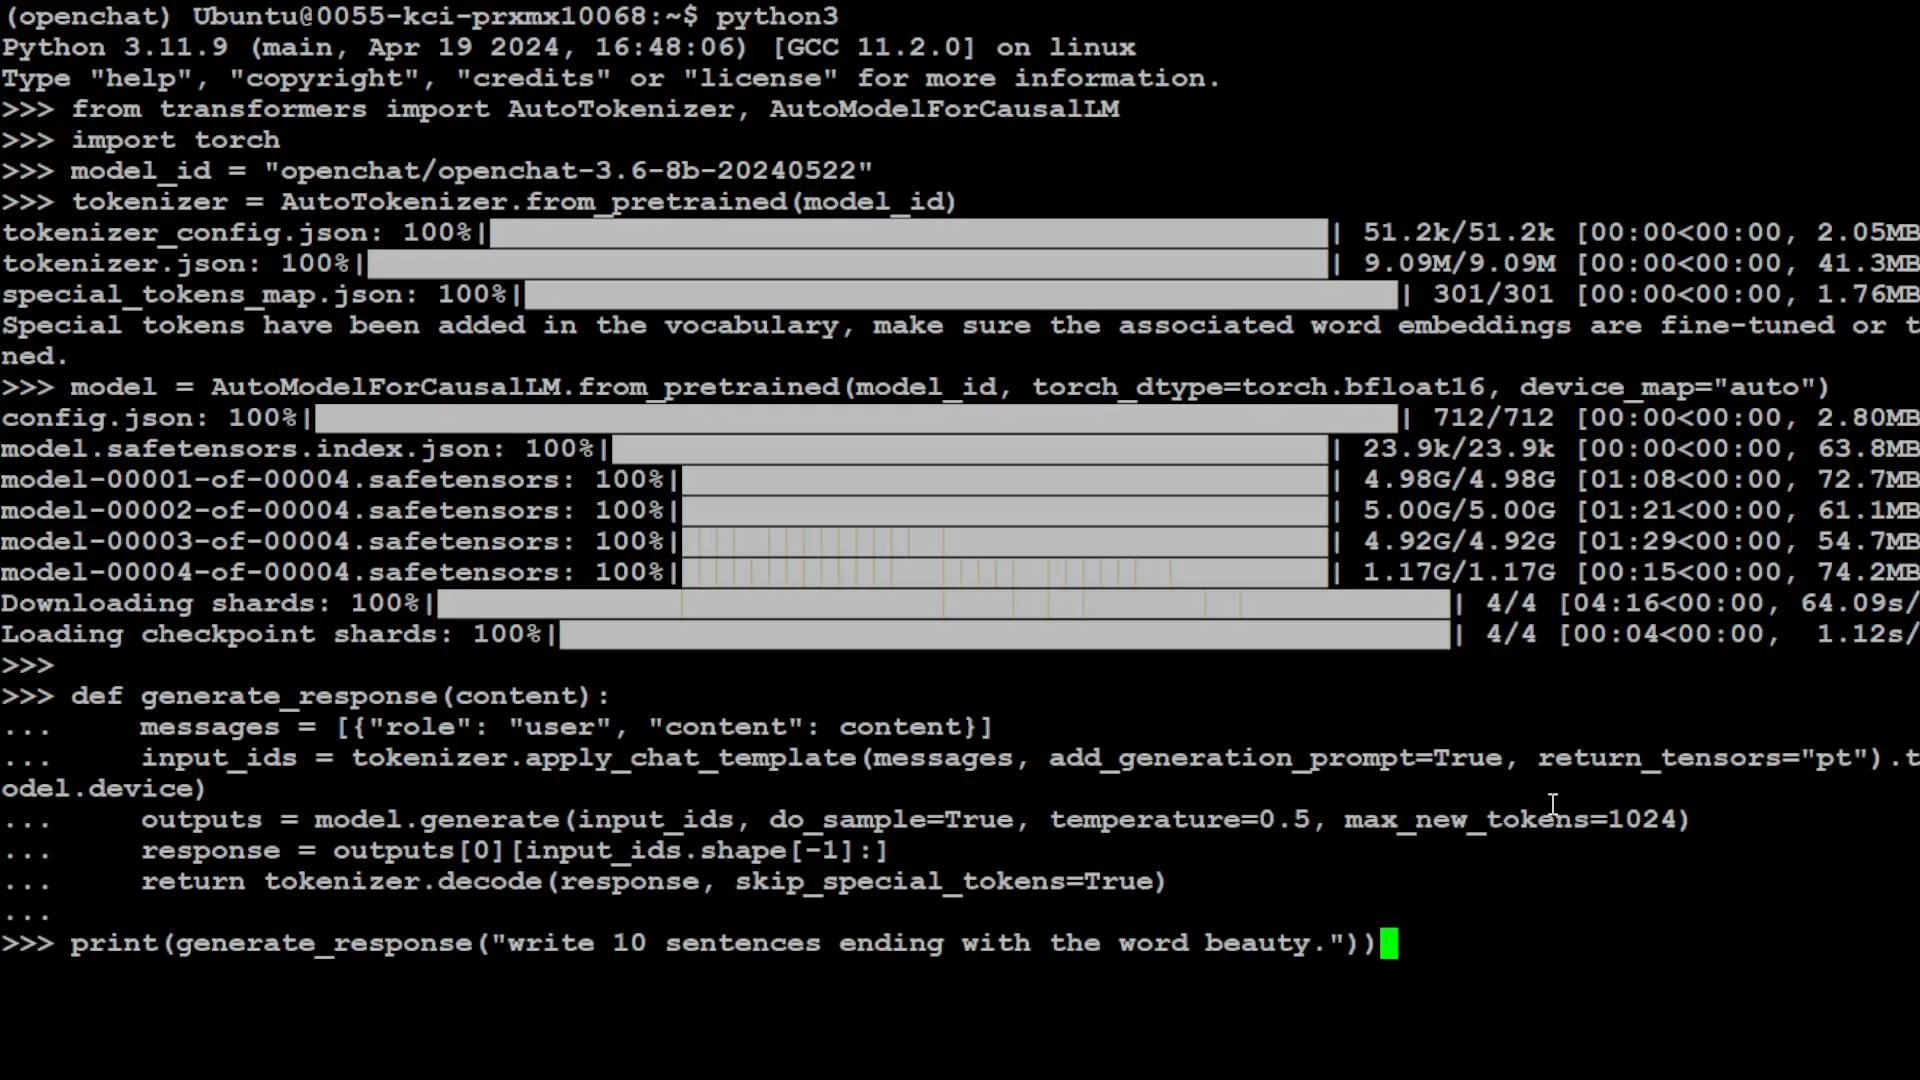 (openchat) Ubuntu@0055-kci-prxmx10068:~$ python3
Python 3.11.9 (main, Apr 19 2024, 16:48:06) [GCC 11.2.0] on linux
Type "help", "copyright", "credits" or "license" for more information.
>>> from transformers import AutoTokenizer, AutoModelForCausalLM
>>> import torch
>>> model_id = "openchat/openchat-3.6-8b-20240522"
>>> tokenizer = AutoTokenizer.from_pretrained(model_id)
tokenizer_config.json: 100%| | 51.2k/51.2k [00:00<00:00, 2.05MB
tokenizer.json: 100%| | 9.09M/9.09M [00:00<00:00, 41.3MB
special_tokens_map.json: 100%| | 301/301 [00:00<00:00, 1.76MB
Special tokens have been added in the vocabulary, make sure the associated word embeddings are fine-tuned or t
ned.
>>> model = AutoModelForCausalLM.from_pretrained(model_id, torch_dtype=torch.bfloat16, device_map="auto")
config.json: 100%| | 712/712 [00:00<00:00, 2.80MB
model.safetensors.index.json: 100%| | 23.9k/23.9k [00:00<00:00, 63.8MB
model-00001-of-00004.safetensors: 100%| | 4.98G/4.98G [01:08<00:00, 72.7MB
model-00002-of-00004.safetensors: 100%| | 5.00G/5.00G [01:21<00:00, 61.1MB
model-00003-of-00004.safetensors: 100%| | 4.92G/4.92G [01:29<00:00, 54.7MB
model-00004-of-00004.safetensors: 100%| | 1.17G/1.17G [00:15<00:00, 74.2MB
Downloading shards: 100%| | 4/4 [04:16<00:00, 64.09s/
Loading checkpoint shards: 100%| | 4/4 [00:04<00:00, 1.12s/
>>>
>>> def generate_response(content):
...     messages = [{"role": "user", "content": content}]
...     input_ids = tokenizer.apply_chat_template(messages, add_generation_prompt=True, return_tensors="pt").t
odel.device)
...     outputs = model.generate(input_ids, do_sample=True, temperature=0.5, max_new_tokens=1024)
...     response = outputs[0][input_ids.shape[-1]:]
...     return tokenizer.decode(response, skip_special_tokens=True)
...
>>> print(generate_response("write 10 sentences ending with the word beauty."))